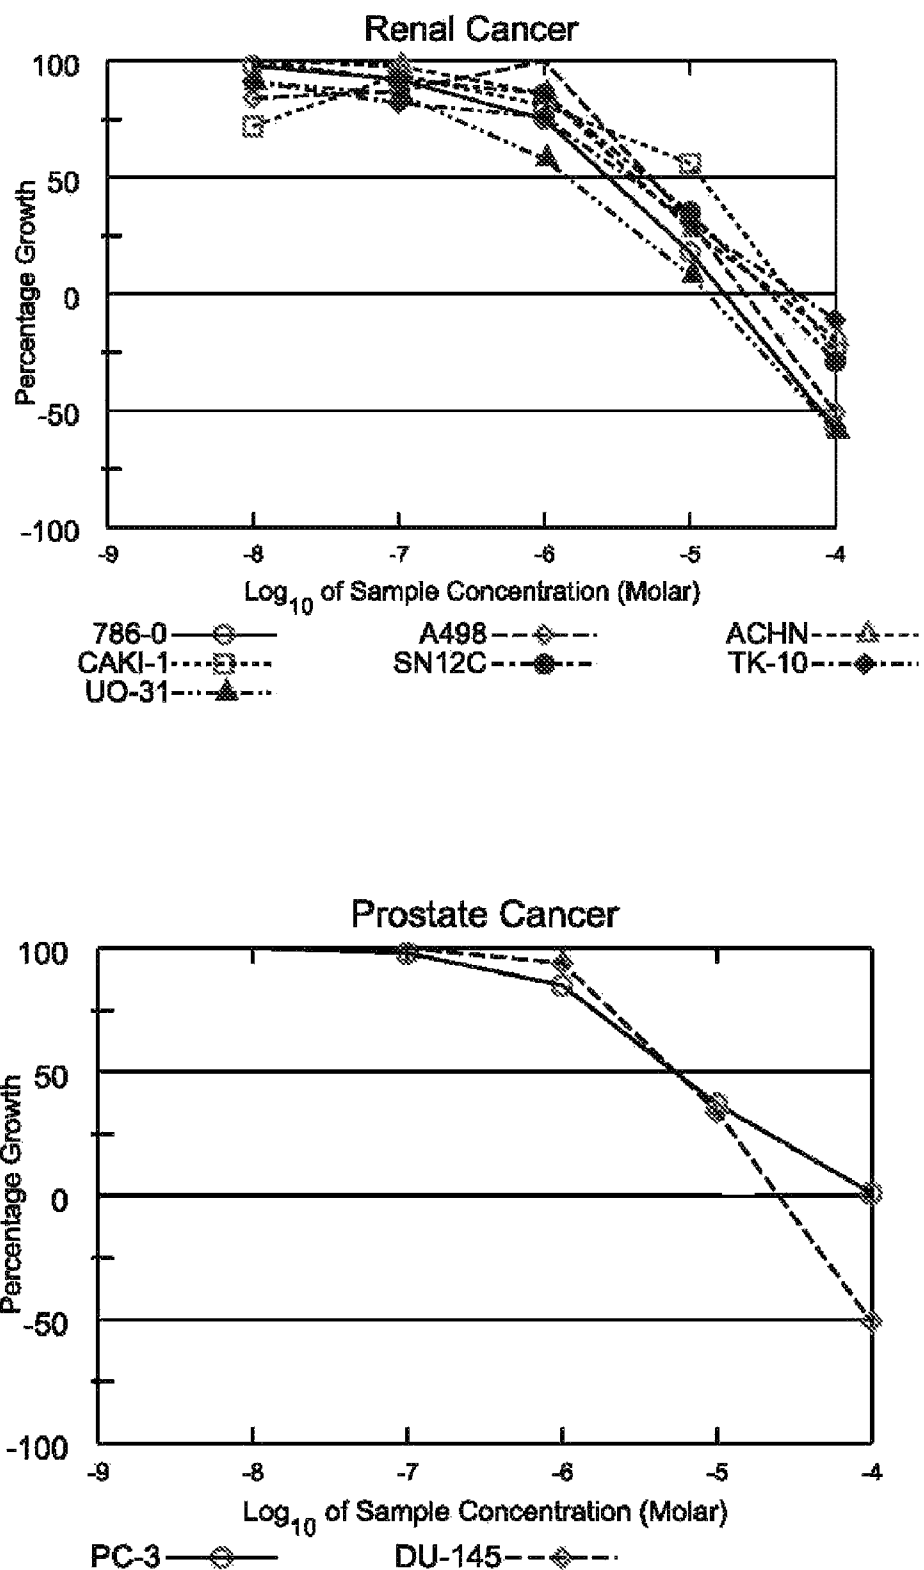 Renal Cancer
100
50
0
-50
-100
Percentage Growth
-9 -8 -7 -6 -5 -4
Log10 of Sample Concentration (Molar)
786-0 A498 ACHN
CAKI-1 SN12C TK-10
UO-31
Prostate Cancer
100
50
0
-50
-100
Percentage Growth
-9 -8 -7 -6 -5 -4
Log10 of Sample Concentration (Molar)
PC-3 DU-145